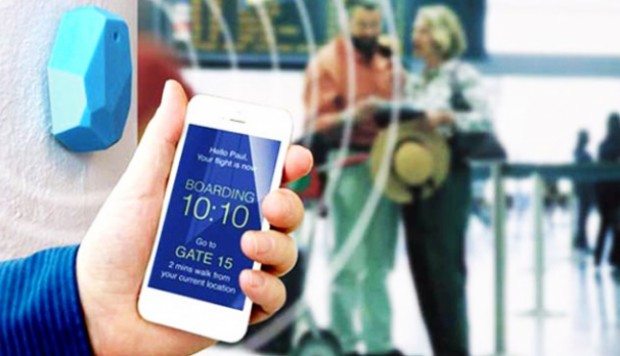 Hello Paul.
Your flight is now
BOARDING
10:10
Go to
GATE 15
2 mins walk from
your current location